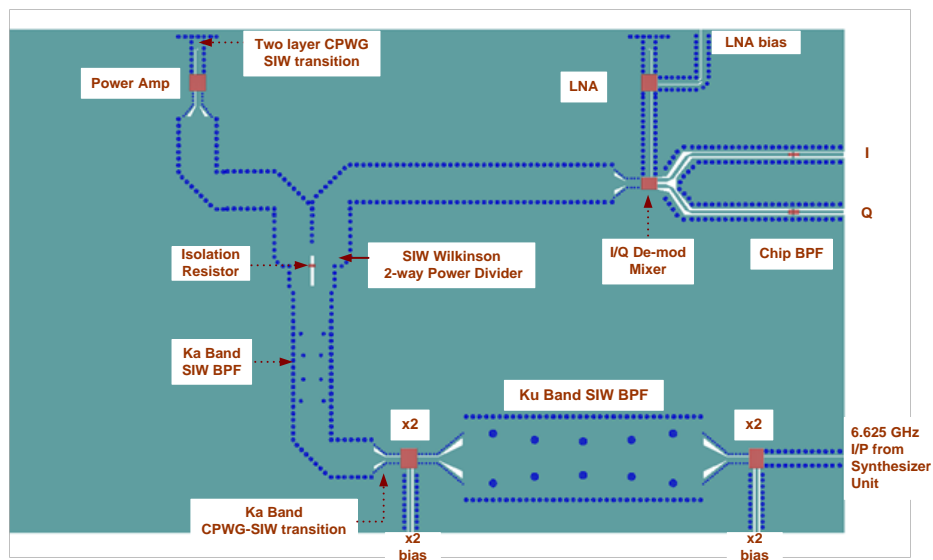 Two layer CPWG
SIW transition
LNA bias
Power Amp
LNA
I
Q
Isolation
Resistor
SIW Wilkinson
2-way Power Divider
I/Q De-mod
Mixer
Chip BPF
Ka Band
SIW BPF
Ku Band SIW BPF
x2
x2
6.625 GHz
I/P from
Synthesizer
Unit
Ka Band
CPWG-SIW transition
x2
bias
x2
bias